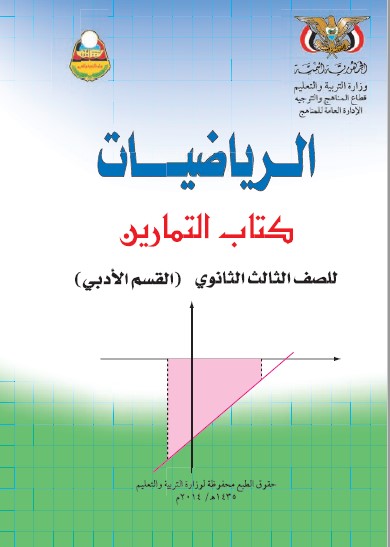 الجمهورية اليمنية
وزارة التربية والتعليم
قطاع المناهج والتوجيه
الإدارة العامة للمناهج
الرياضيات
كتاب التمارين
للصف الثالث الثانوي (القسم الأدبي)
حقوق الطبع محفوظة لوزارة التربية والتعليم
١٤٣٥هـ/ ٢٠١٤م